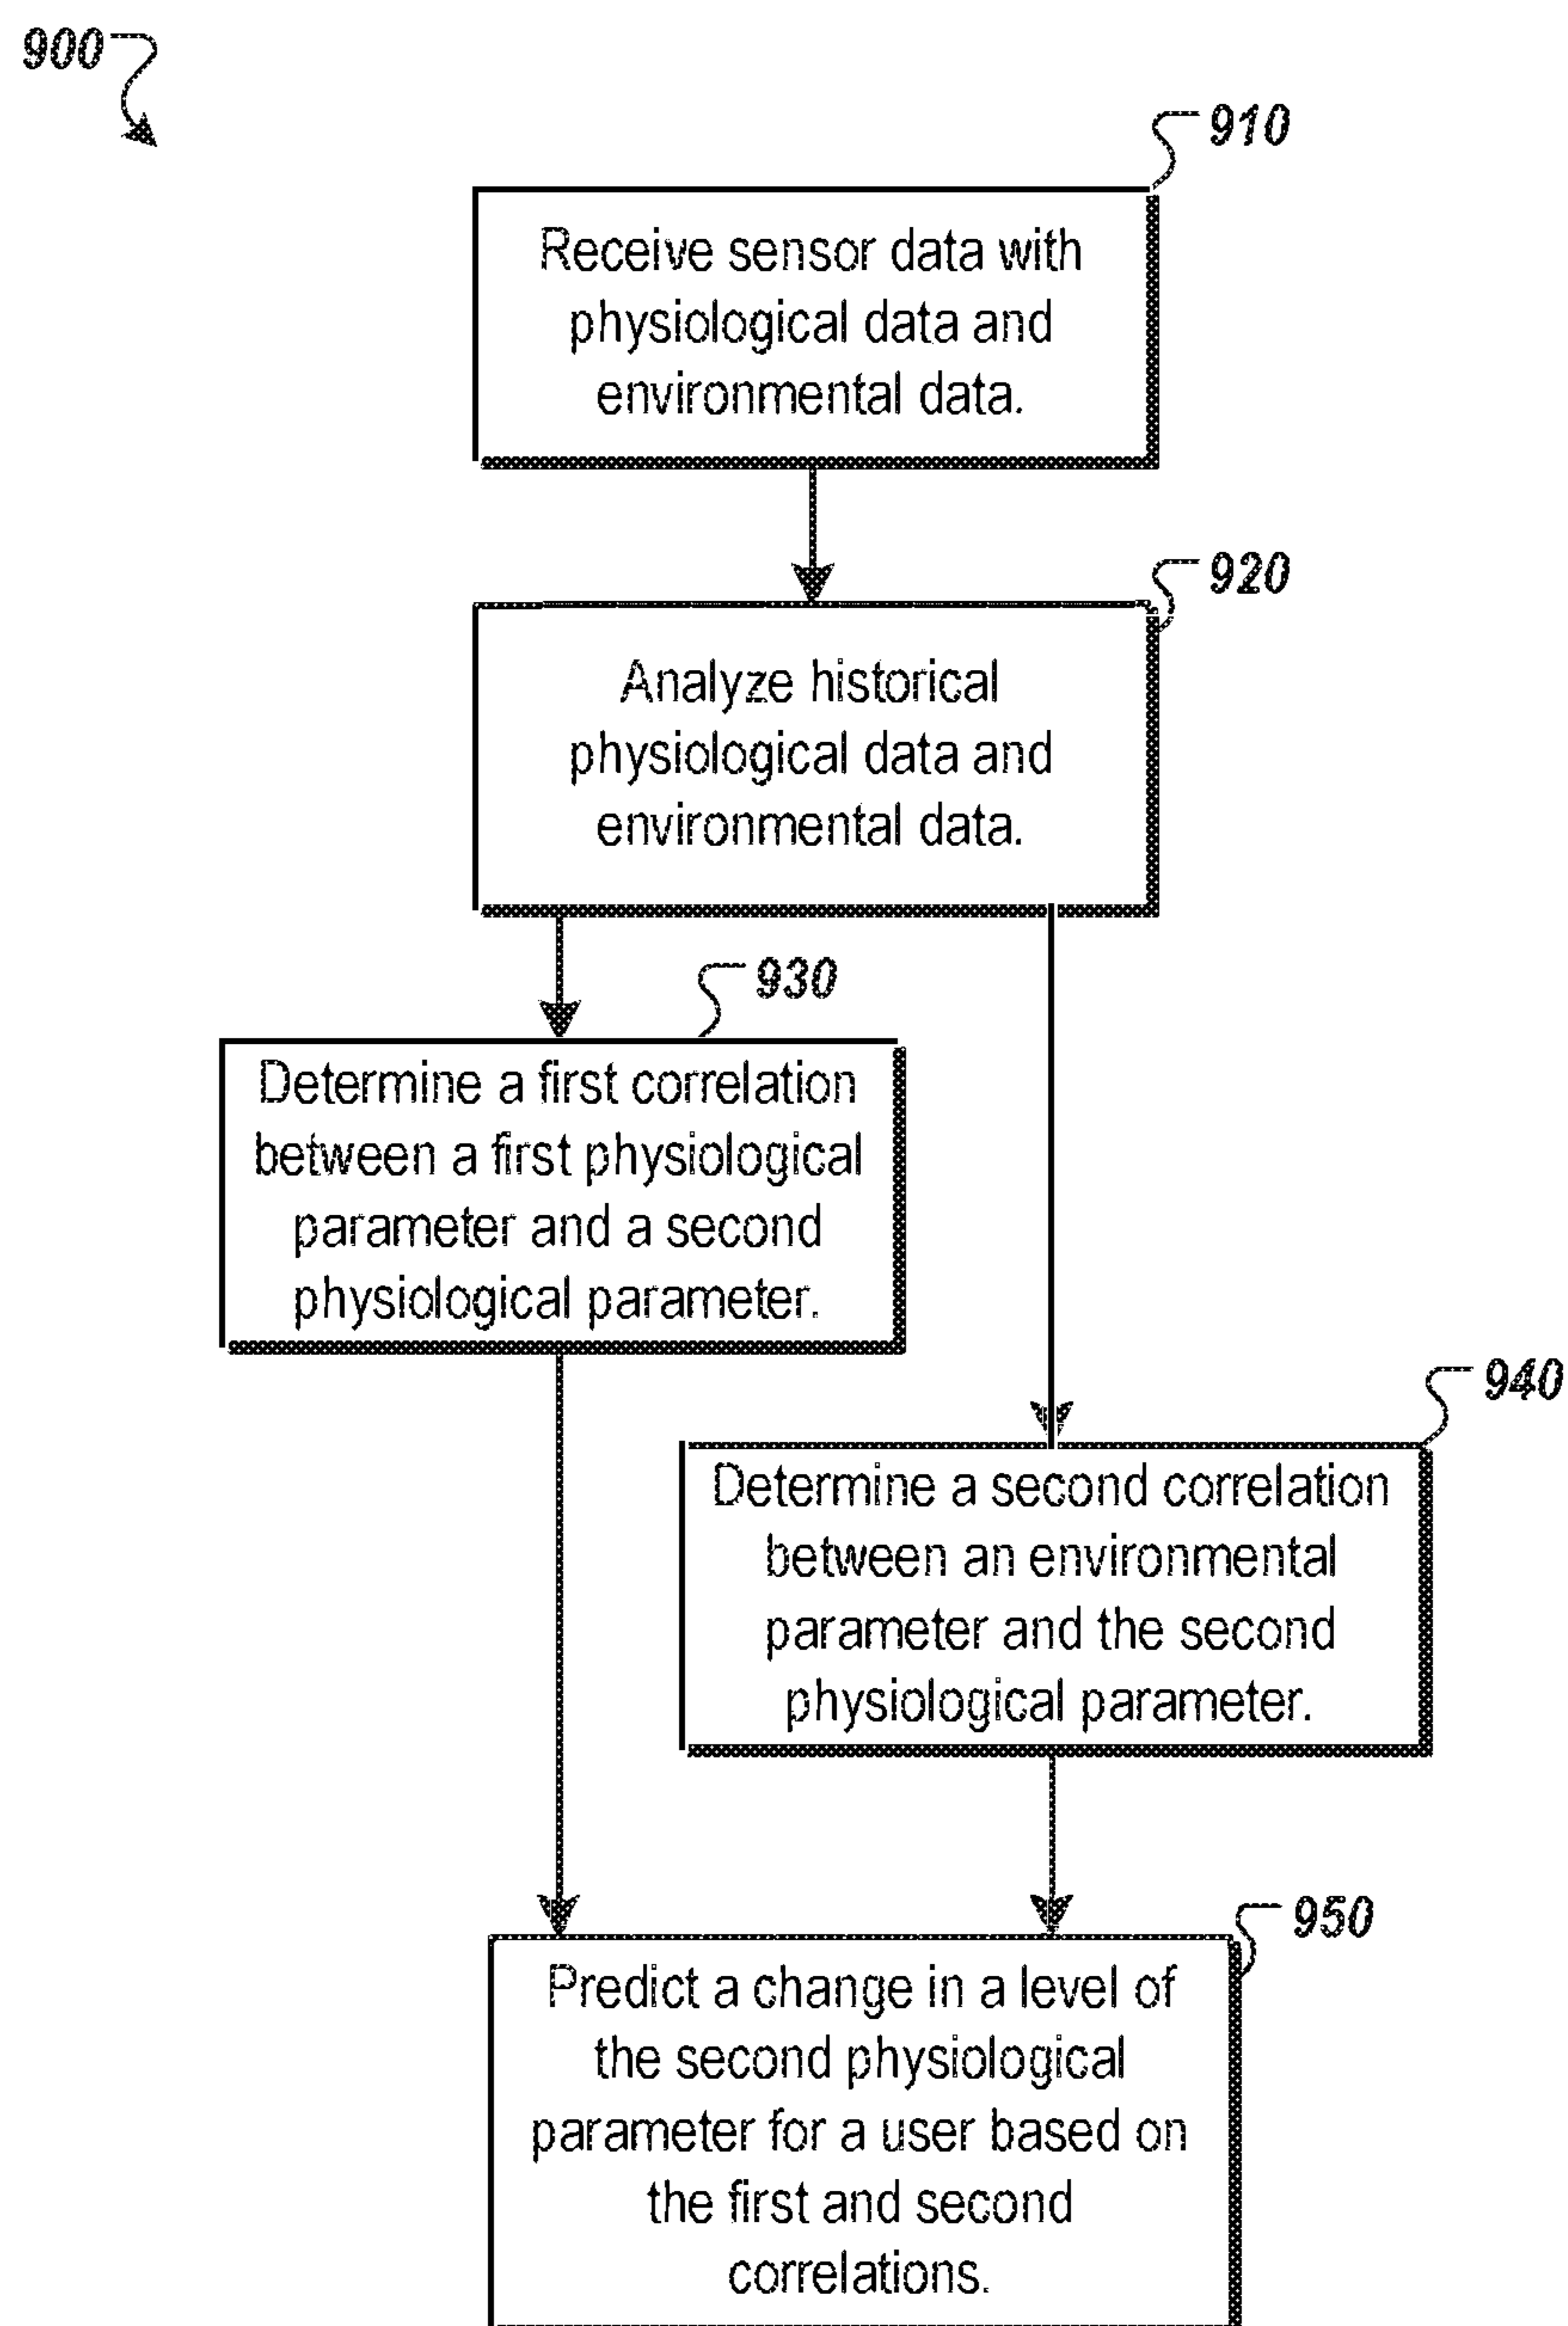 900
910
Receive sensor data with
physiological data and
environmental data.
920
Analyze historical
physiological data and
environmental data.
930
Determine a first correlation
between a first physiological
parameter and a second
physiological parameter.
940
Determine a second correlation
between an environmental
parameter and the second
physiological parameter.
950
Predict a change in a level of
the second physiological
parameter for a user based on
the first and second
correlations.